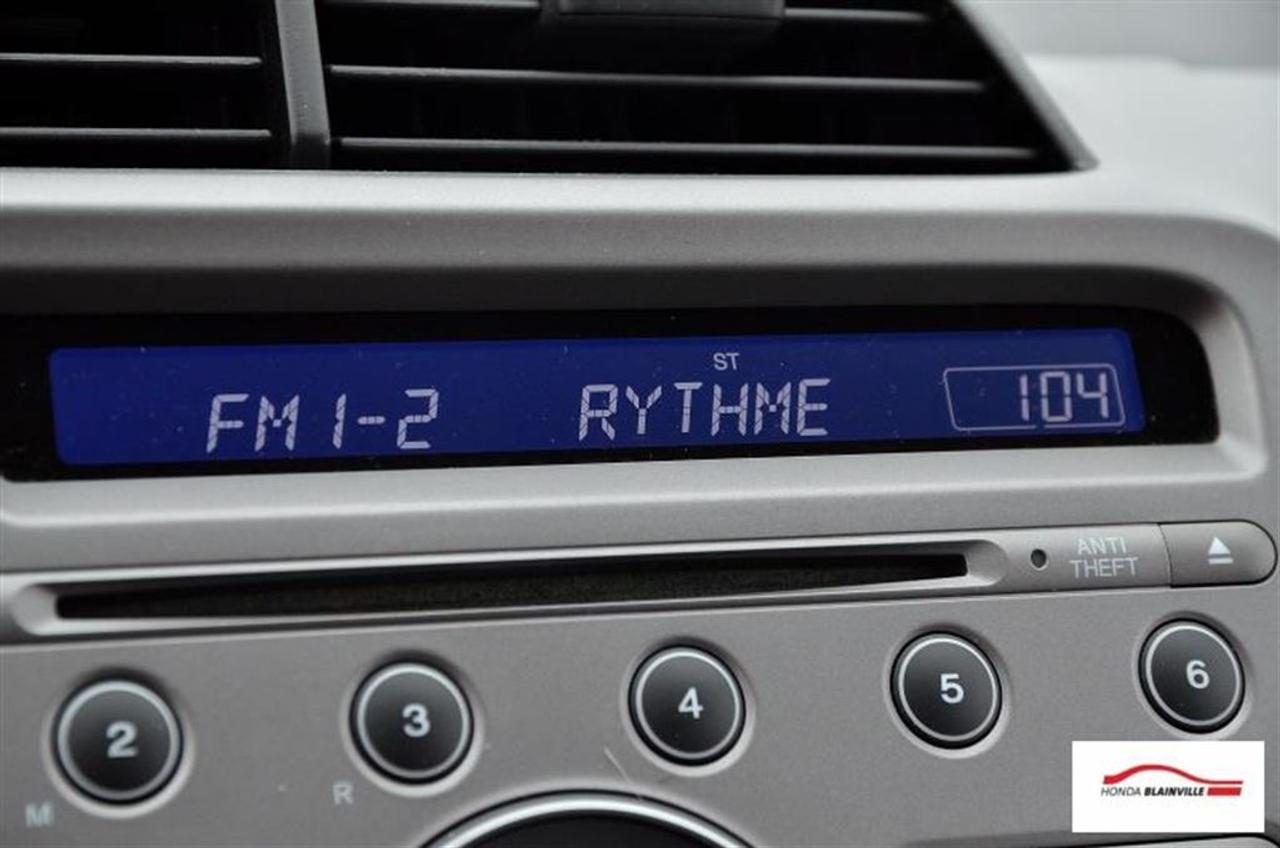 ST
FM1-2 RYTHME 104
ANTI
THEFT
2 3 4 5 6
M R
HONDA BLAINVILLE